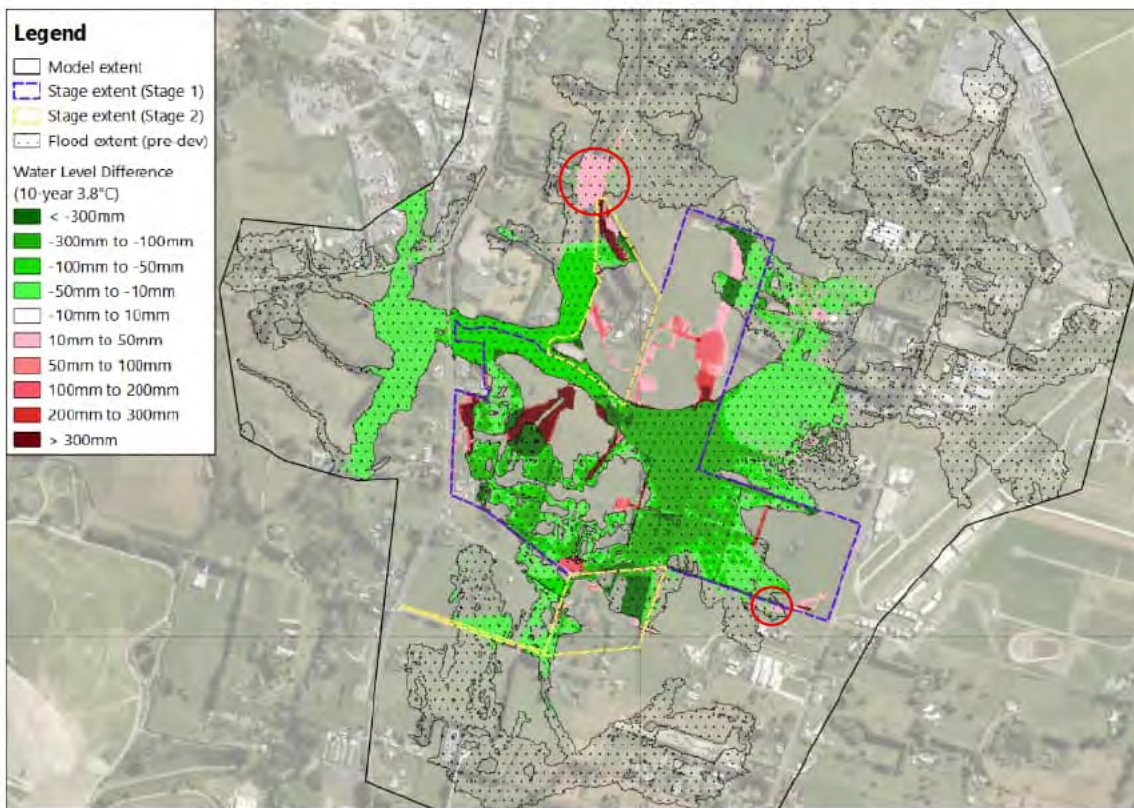 Legend
Model extent
Stage extent (Stage 1)
Stage extent (Stage 2)
Flood extent (pre-dev)
Water Level Difference
(10-year 3.8°C)
< -300mm
-300mm to -100mm
-100mm to -50mm
-50mm to -10mm
-10mm to 10mm
10mm to 50mm
50mm to 100mm
100mm to 200mm
200mm to 300mm
> 300mm